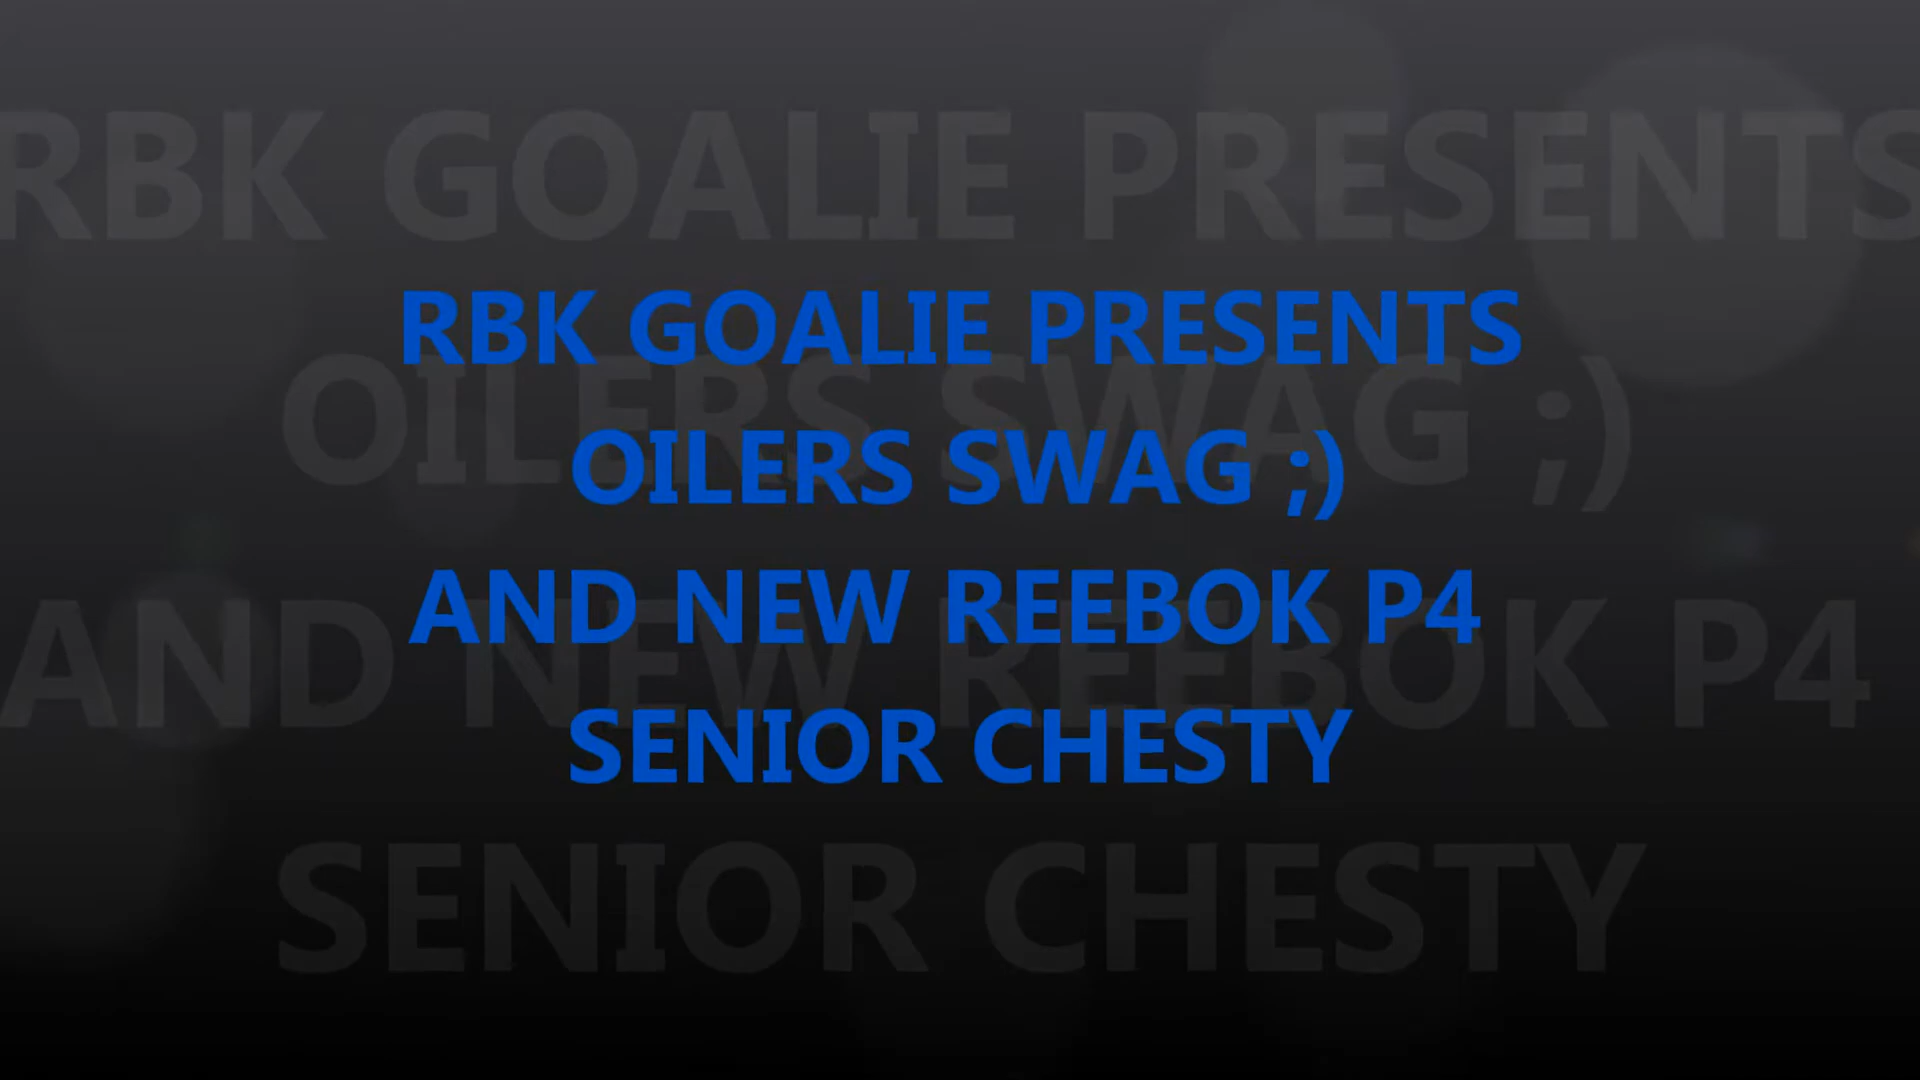 RBK GOALIE PRESENTS
OILERS SWAG ;)
AND NEW REEBOK P4
SENIOR CHESTY